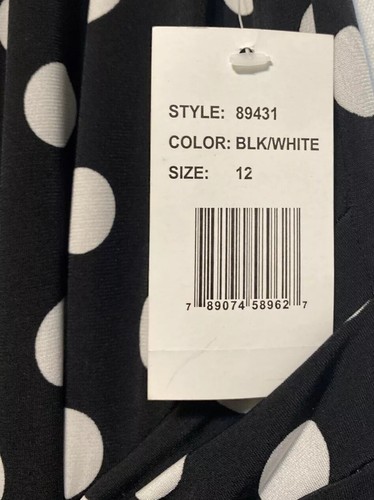 STYLE: 89431
COLOR: BLK/WHITE
SIZE: 12
7 89074 58962 7